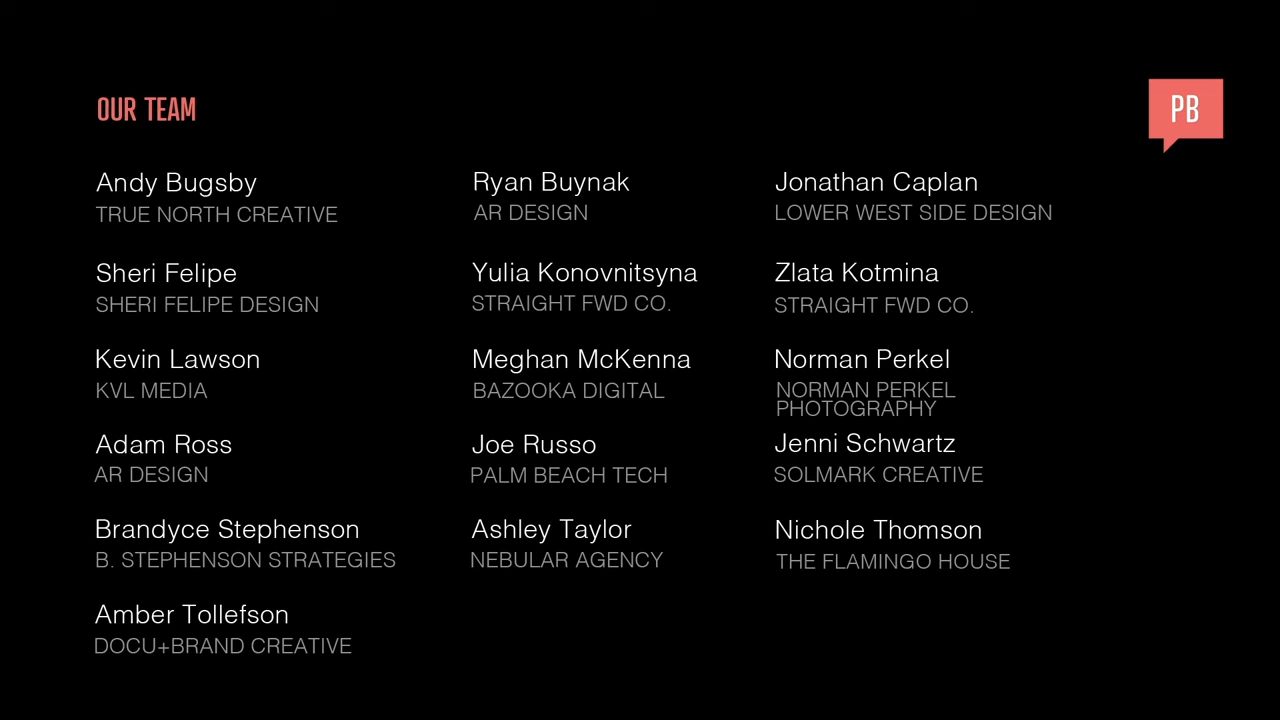 OUR TEAM
PB
Andy Bugsby
TRUE NORTH CREATIVE
Ryan Buynak
AR DESIGN
Jonathan Caplan
LOWER WEST SIDE DESIGN
Sheri Felipe
SHERI FELIPE DESIGN
Yulia Konovnitsyna
STRAIGHT FWD CO.
Zlata Kotmina
STRAIGHT FWD CO.
Kevin Lawson
KVL MEDIA
Meghan McKenna
BAZOOKA DIGITAL
Norman Perkel
NORMAN PERKEL
PHOTOGRAPHY
Adam Ross
AR DESIGN
Joe Russo
PALM BEACH TECH
Jenni Schwartz
SOLMARK CREATIVE
Brandyce Stephenson
B. STEPHENSON STRATEGIES
Ashley Taylor
NEBULAR AGENCY
Nichole Thomson
THE FLAMINGO HOUSE
Amber Tollefson
DOCU+BRAND CREATIVE